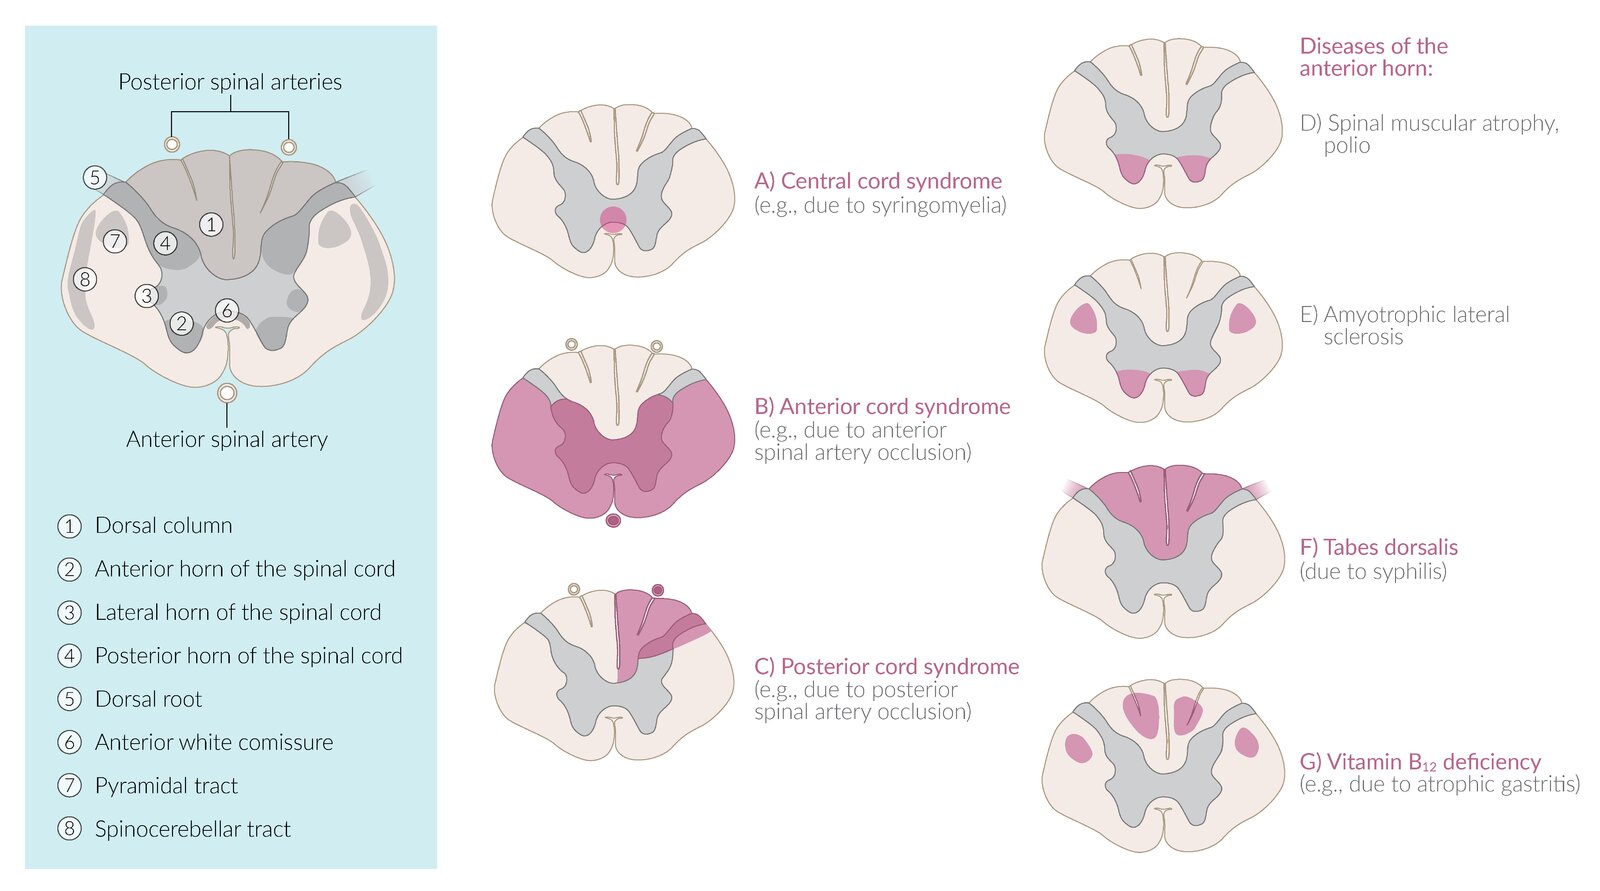 Posterior spinal arteries
5
1
7
4
8
3
6
2
Anterior spinal artery
1 Dorsal column
2 Anterior horn of the spinal cord
3 Lateral horn of the spinal cord
4 Posterior horn of the spinal cord
5 Dorsal root
6 Anterior white comissure
7 Pyramidal tract
8 Spinocerebellar tract
A) Central cord syndrome
(e.g., due to syringomyelia)
B) Anterior cord syndrome
(e.g., due to anterior
spinal artery occlusion)
C) Posterior cord syndrome
(e.g., due to posterior
spinal artery occlusion)
Diseases of the
anterior horn:
D) Spinal muscular atrophy,
polio
E) Amyotrophic lateral
sclerosis
F) Tabes dorsalis
(due to syphilis)
G) Vitamin B₁₂ deficiency
(e.g., due to atrophic gastritis)